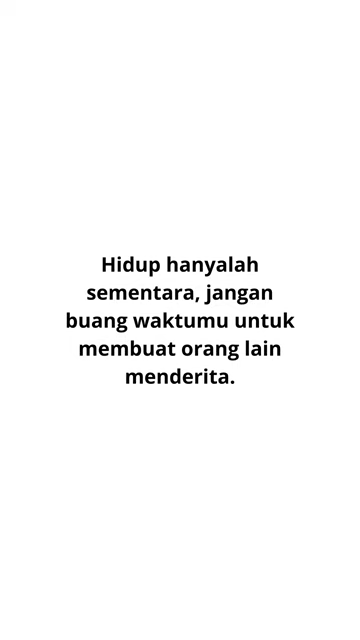 Hidup hanyalah
sementara, jangan
buang waktumu untuk
membuat orang lain
menderita.